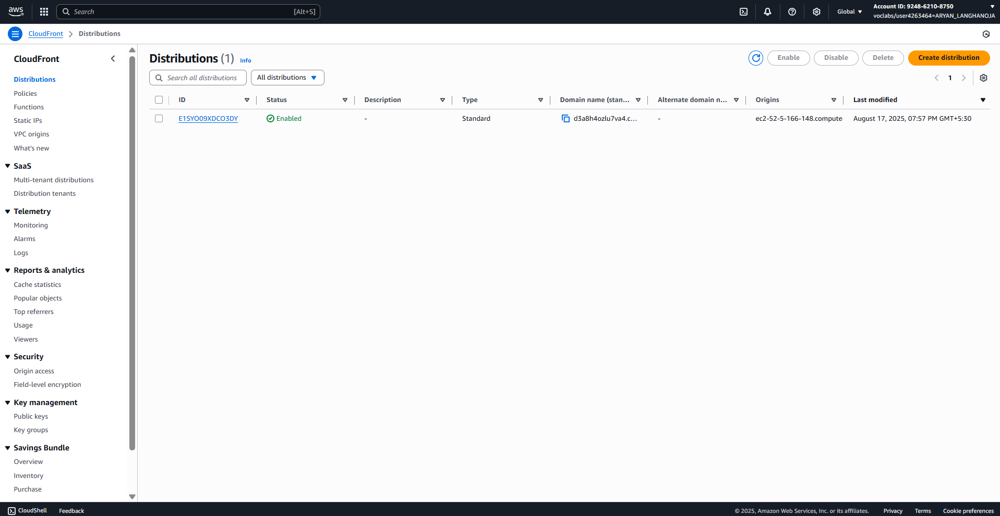 aws
Search [Alt+S]
Global
Account ID: 9248-6210-8750
voclabs/user4263464=ARYAN_LANGHANOJA
CloudFront Distributions
CloudFront
Distributions
Policies
Functions
Static IPs
VPC origins
What's new
SaaS
Multi-tenant distributions
Distribution tenants
Telemetry
Monitoring
Alarms
Logs
Reports & analytics
Cache statistics
Popular objects
Top referrers
Usage
Viewers
Security
Origin access
Field-level encryption
Key management
Public keys
Key groups
Savings Bundle
Overview
Inventory
Purchase
Distributions (1) Info
Enable Disable Delete Create distribution
Search all distributions All distributions 1
ID Status Description Type Domain name (stan... Alternate domain n... Origins Last modified
E1SYO09XDCO3DY Enabled - Standard d3a8h4ozlu7va4.c... - ec2-52-5-166-148.compute- August 17, 2025, 07:57 PM GMT+5:30
CloudShell Feedback © 2025, Amazon Web Services, Inc. or its affiliates. Privacy Terms Cookie preferences